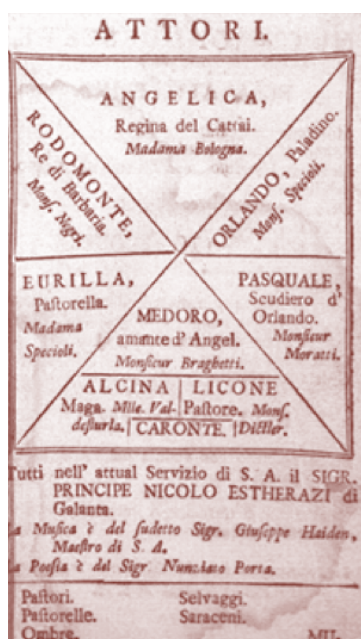 ATTORI.
ANGELICA,
Regina del Cattai.
Madama Bologna.
RODOMONTE,
Re di Barbaria.
Monſ. Negri.
ORLANDO, Paladino.
Monſ. Specioli.
EURILLA,
Paſtorella.
Madama
Specioli.
PASQUALE,
Scudiero d'
Orlando.
Monſieur
Moratti.
MEDORO,
amante d' Angel.
Monſieur Braghetti.
ALCINA
Maga. Mlle. Val-
deſturla.
LICONE
Paſtore. Monſ.
Dichtler.
CARONTE.
Tutti nell' attual Servizio di S. A. il SIGR.
PRINCIPE NICOLO ESTHERAZI di
Galanta.
La Muſica è del ſudetto Sigr. Giuſeppe Haiden,
Maeſtro di S. A.
La Poeſia è del Sigr Nunziato Porta.
Paſtori. Selvaggi.
Paſtorelle. Saraceni.
Ombre.